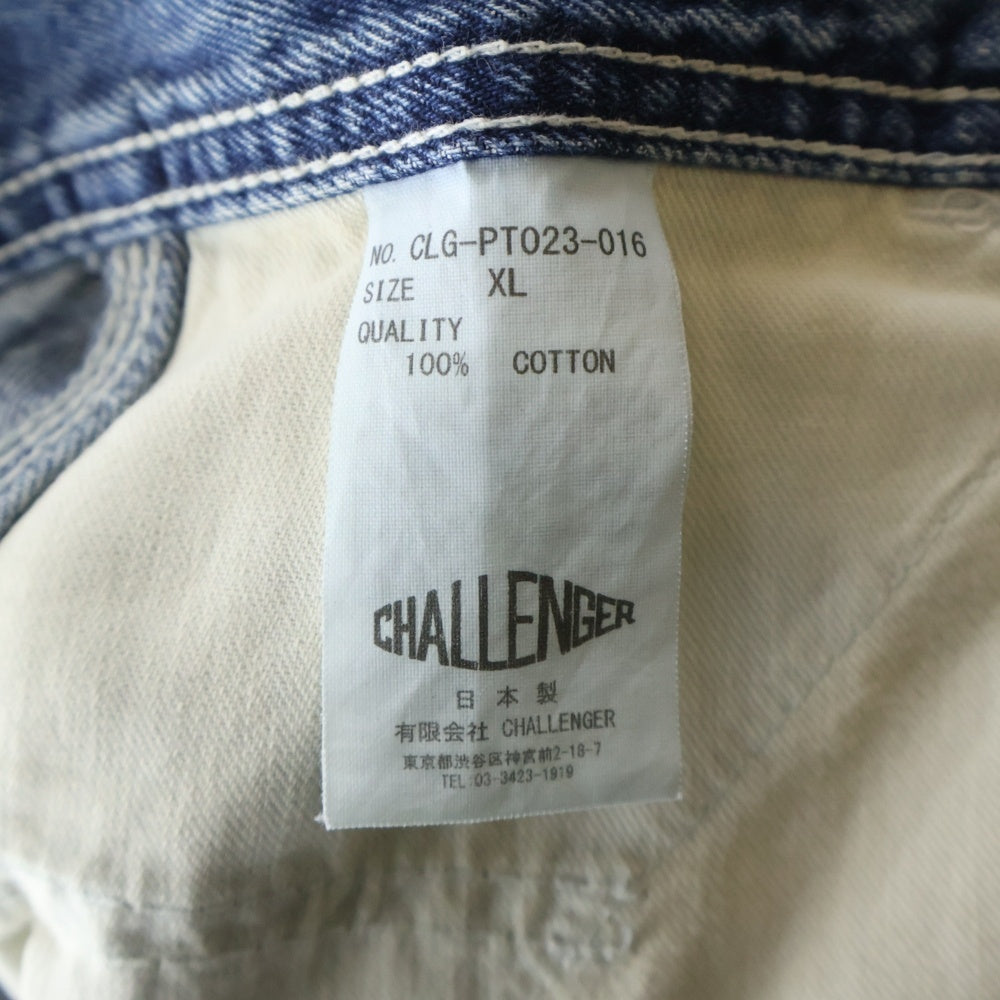 NO. CLG-PT023-016
SIZE XL
QUALITY
100% COTTON
CHALLENGER
日本製
有限会社 CHALLENGER
東京都渋谷区神宮前2-18-7
TEL:03-3423-1919